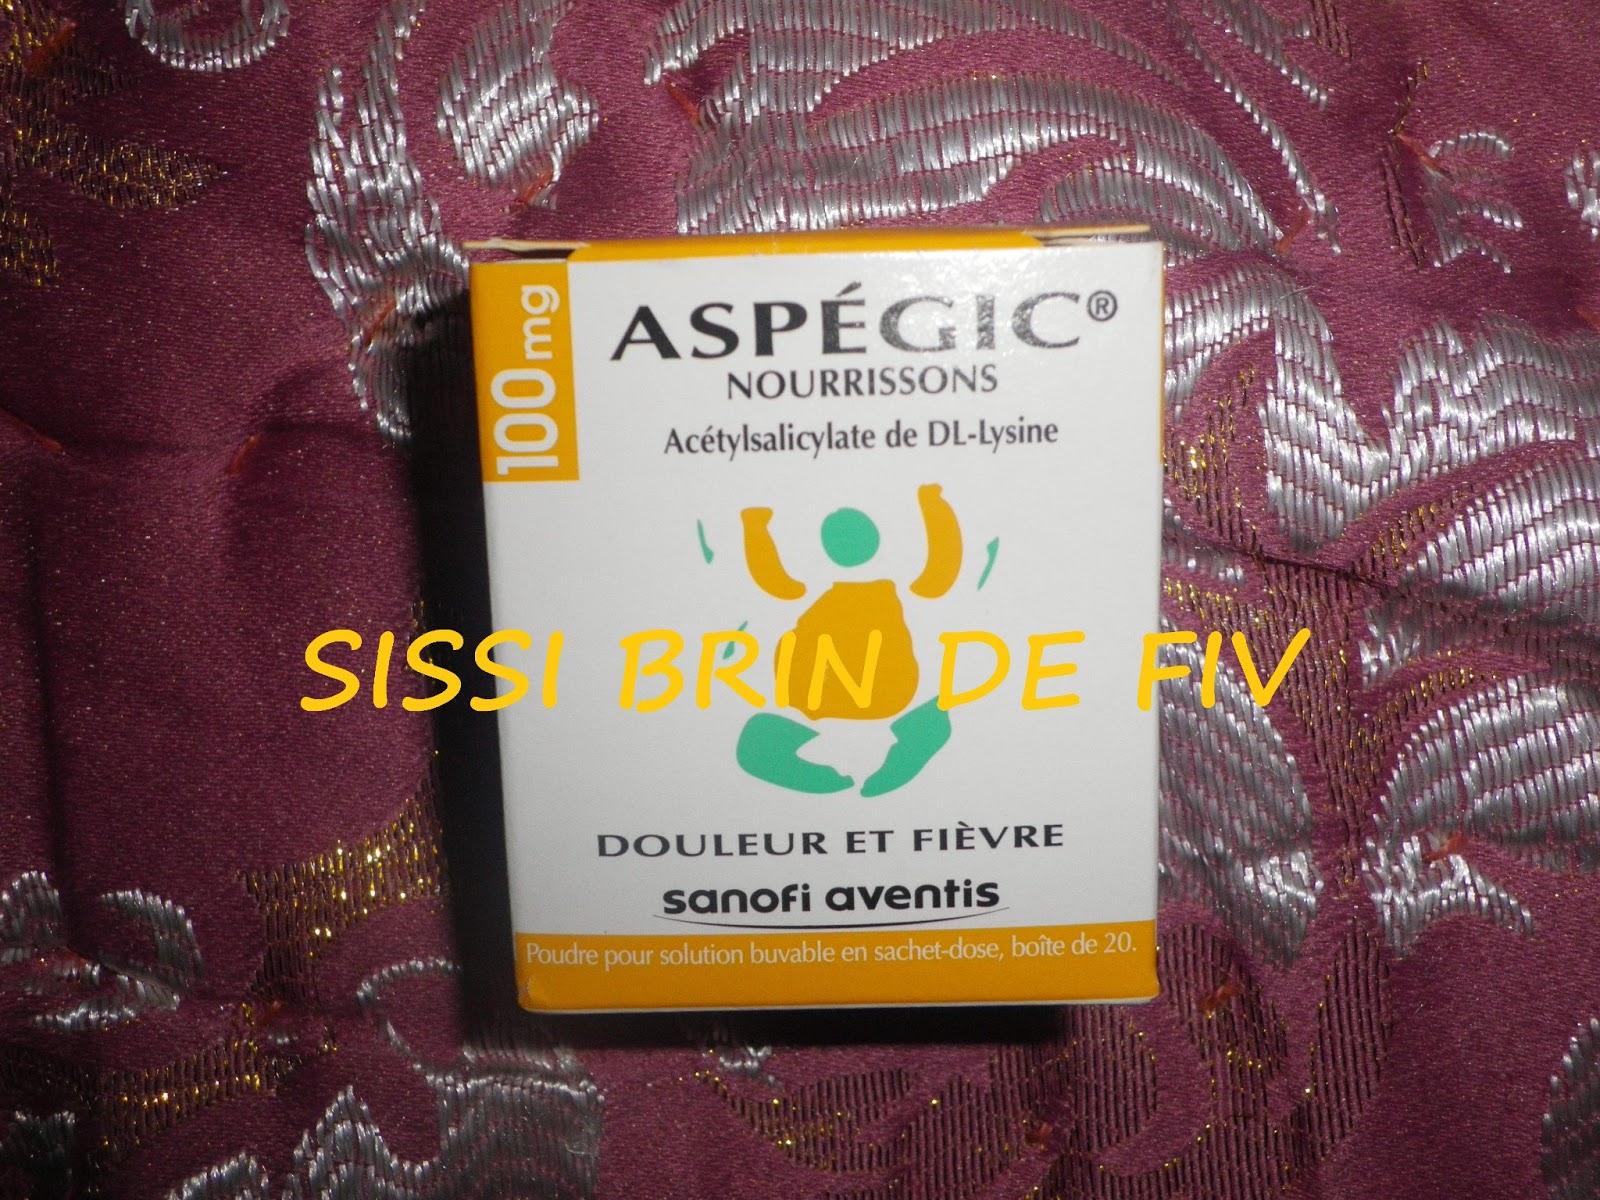 100 mg
ASPÉGIC®
NOURRISSONS
Acétylsalicylate de DL-Lysine
SISSI BRIN DE FIV
DOULEUR ET FIÈVRE
sanofi aventis
Poudre pour solution buvable en sachet-dose, boîte de 20.